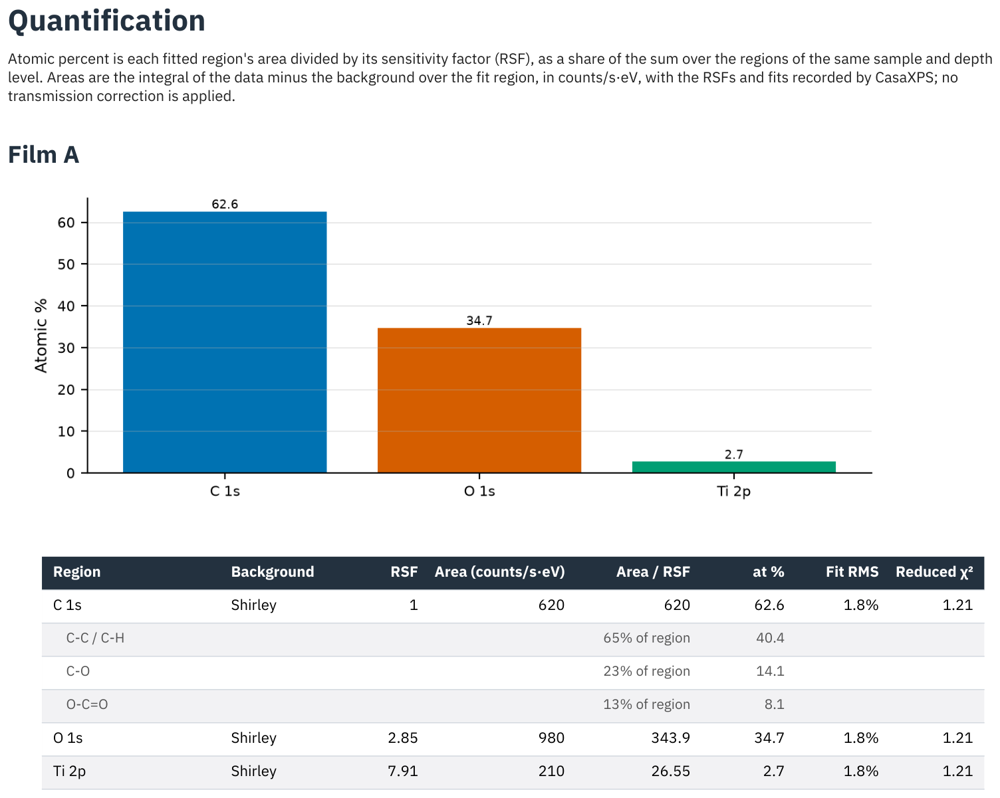 Quantification
Atomic percent is each fitted region's area divided by its sensitivity factor (RSF), as a share of the sum over the regions of the same sample and depth
level. Areas are the integral of the data minus the background over the fit region, in counts/s·eV, with the RSFs and fits recorded by CasaXPS; no
transmission correction is applied.
Film A
Atomic %
60
50
40
30
20
10
0
62.6
34.7
2.7
C 1s O 1s Ti 2p
Region Background RSF Area (counts/s·eV) Area / RSF at % Fit RMS Reduced χ²
C 1s Shirley 1 620 620 62.6 1.8% 1.21
C-C / C-H 65% of region 40.4
C-O 23% of region 14.1
O-C=O 13% of region 8.1
O 1s Shirley 2.85 980 343.9 34.7 1.8% 1.21
Ti 2p Shirley 7.91 210 26.55 2.7 1.8% 1.21